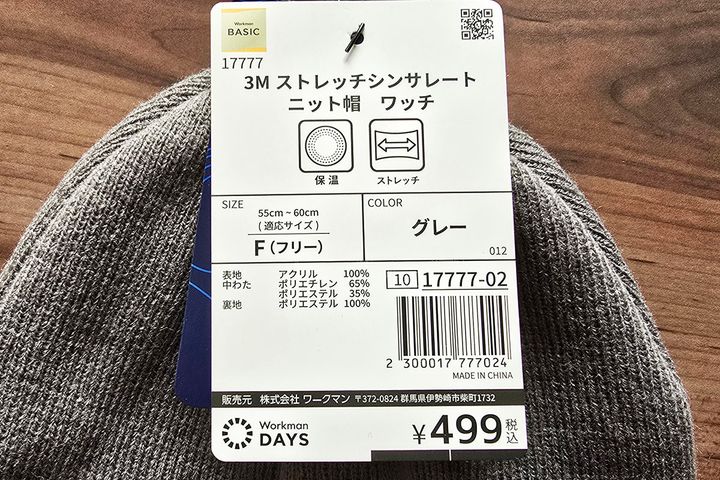 Workman
BASIC
17777
3M ストレッチシンサレート
ニット帽 ワッチ
保温
ストレッチ
SIZE
55cm~60cm
(適応サイズ)
F(フリー)
COLOR
グレー
012
表地 アクリル 100%
中わた ポリエチレン 65%
ポリエステル 35%
裏地 ポリエステル 100%
10 17777-02
2 300017 777024
MADE IN CHINA
販売元 株式会社 ワークマン 〒372-0824 群馬県伊勢崎市柴町1732
Workman
DAYS
¥499税込